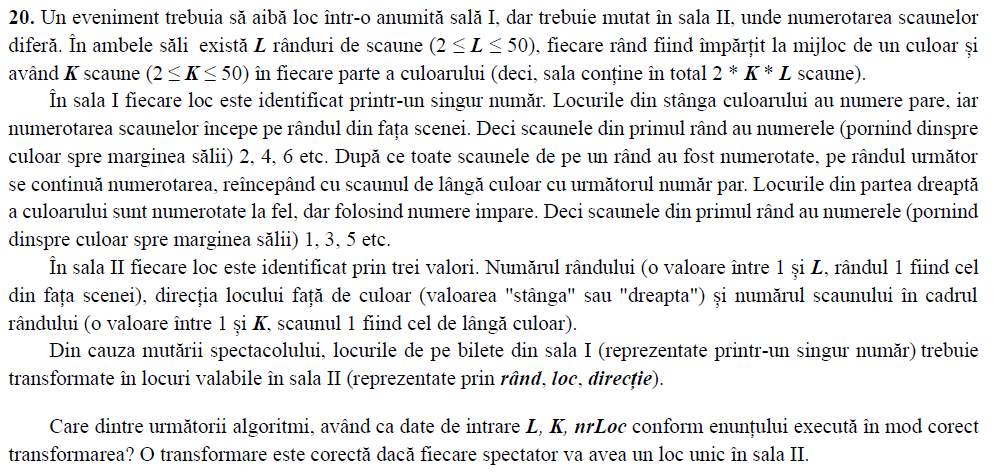 20. Un eveniment trebuia să aibă loc într-o anumită sală I, dar trebuie mutat în sala II, unde numerotarea scaunelor
diferă. În ambele săli există L rânduri de scaune (2 ≤ L ≤ 50), fiecare rând fiind împărțit la mijloc de un culoar și
având K scaune (2 ≤ K ≤ 50) în fiecare parte a culoarului (deci, sala conține în total 2 * K * L scaune).
În sala I fiecare loc este identificat printr-un singur număr. Locurile din stânga culoarului au numere pare, iar
numerotarea scaunelor începe pe rândul din fața scenei. Deci scaunele din primul rând au numerele (pornind dinspre
culoar spre marginea sălii) 2, 4, 6 etc. După ce toate scaunele de pe un rând au fost numerotate, pe rândul următor
se continuă numerotarea, reîncepând cu scaunul de lângă culoar cu următorul număr par. Locurile din partea dreaptă
a culoarului sunt numerotate la fel, dar folosind numere impare. Deci scaunele din primul rând au numerele (pornind
dinspre culoar spre marginea sălii) 1, 3, 5 etc.
În sala II fiecare loc este identificat prin trei valori. Numărul rândului (o valoare între 1 și L, rândul 1 fiind cel
din fața scenei), direcția locului față de culoar (valoarea "stânga" sau "dreapta") și numărul scaunului în cadrul
rândului (o valoare între 1 și K, scaunul 1 fiind cel de lângă culoar).
Din cauza mutării spectacolului, locurile de pe bilete din sala I (reprezentate printr-un singur număr) trebuie
transformate în locuri valabile în sala II (reprezentate prin rând, loc, direcție).
Care dintre următorii algoritmi, având ca date de intrare L, K, nrLoc conform enunțului execută în mod corect
transformarea? O transformare este corectă dacă fiecare spectator va avea un loc unic în sala II.